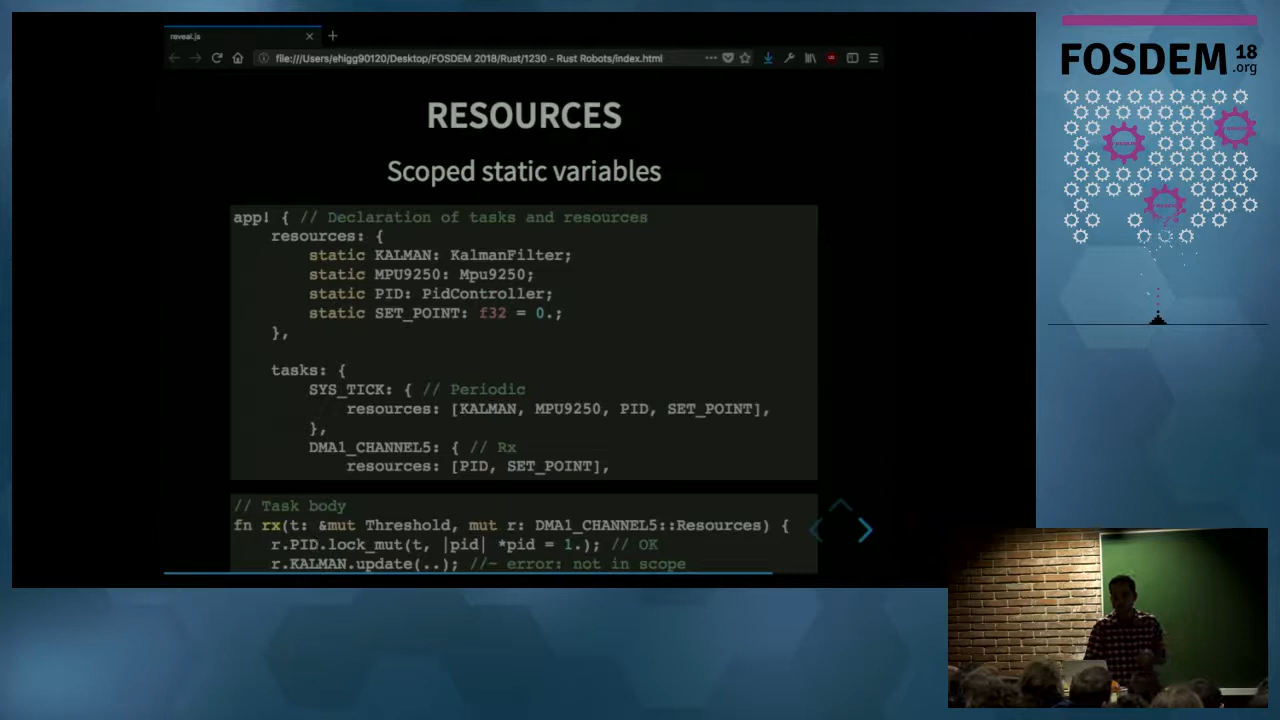 reveal.js
file:///Users/ehigg90120/Desktop/FOSDEM 2018/Rust/1230 - Rust Robots/index.html
RESOURCES
Scoped static variables
app! { // Declaration of tasks and resources
resources: {
static KALMAN: KalmanFilter;
static MPU9250: Mpu9250;
static PID: PidController;
static SET_POINT: f32 = 0.;
},
tasks: {
SYS_TICK: { // Periodic
resources: [KALMAN, MPU9250, PID, SET_POINT],
},
DMA1_CHANNEL5: { // Rx
resources: [PID, SET_POINT],
// Task body
fn rx(t: &mut Threshold, mut r: DMA1_CHANNEL5::Resources) {
r.PID.lock_mut(t, |pid| *pid = 1.); // OK
r.KALMAN.update(..); //~ error: not in scope
FOSDEM 18
.org